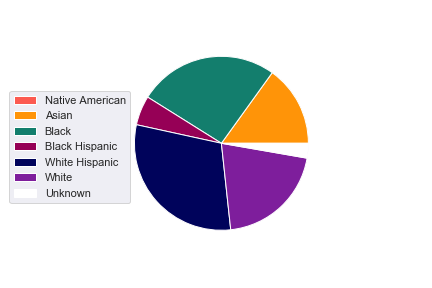 Native American
Asian
Black
Black Hispanic
White Hispanic
White
Unknown